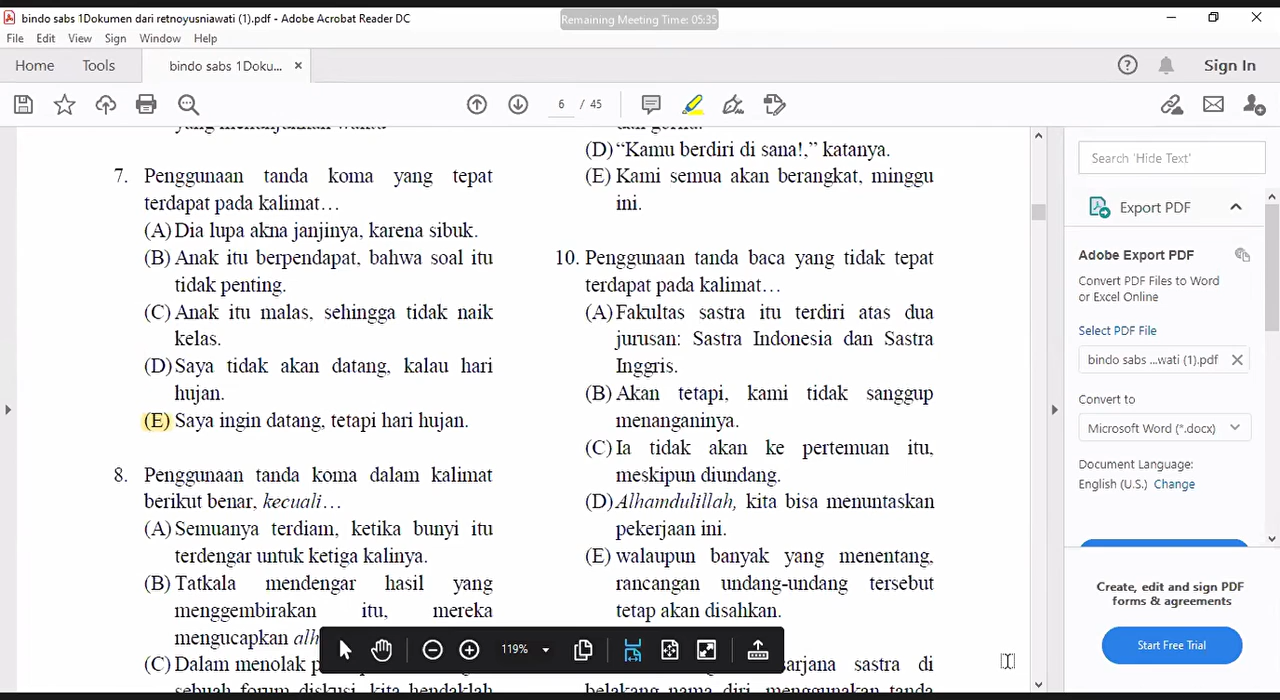 bindo sabs 1Dokumen dari retnoyusniawati (1).pdf - Adobe Acrobat Reader DC
Remaining Meeting Time: 05:35
File Edit View Sign Window Help
Home Tools bindo sabs 1Doku... ×
Sign In
6 / 45
7. Penggunaan tanda koma yang tepat
terdapat pada kalimat…
(A) Dia lupa akna janjinya, karena sibuk.
(B) Anak itu berpendapat, bahwa soal itu
tidak penting.
(C) Anak itu malas, sehingga tidak naik
kelas.
(D) Saya tidak akan datang, kalau hari
hujan.
(E) Saya ingin datang, tetapi hari hujan.
8. Penggunaan tanda koma dalam kalimat
berikut benar, kecuali…
(A) Semuanya terdiam, ketika bunyi itu
terdengar untuk ketiga kalinya.
(B) Tatkala mendengar hasil yang
menggembirakan itu, mereka
mengucapkan
(C) Dalam menolak
sebuah forum diskusi, kita hendaklah
(D) “Kamu berdiri di sana!,” katanya.
(E) Kami semua akan berangkat, minggu
ini.
10. Penggunaan tanda baca yang tidak tepat
terdapat pada kalimat…
(A) Fakultas sastra itu terdiri atas dua
jurusan: Sastra Indonesia dan Sastra
Inggris.
(B) Akan tetapi, kami tidak sanggup
menanganinya.
(C) Ia tidak akan ke pertemuan itu,
meskipun diundang.
(D) Alhamdulillah, kita bisa menuntaskan
pekerjaan ini.
(E) walaupun banyak yang menentang,
rancangan undang-undang tersebut
tetap akan disahkan.
sarjana sastra di
belakang nama diri, menggunakan tanda
119%
Search 'Hide Text'
Export PDF
Adobe Export PDF
Convert PDF Files to Word
or Excel Online
Select PDF File
bindo sabs ...wati (1).pdf
Convert to
Microsoft Word (*.docx)
Document Language:
English (U.S.) Change
Create, edit and sign PDF
forms & agreements
Start Free Trial